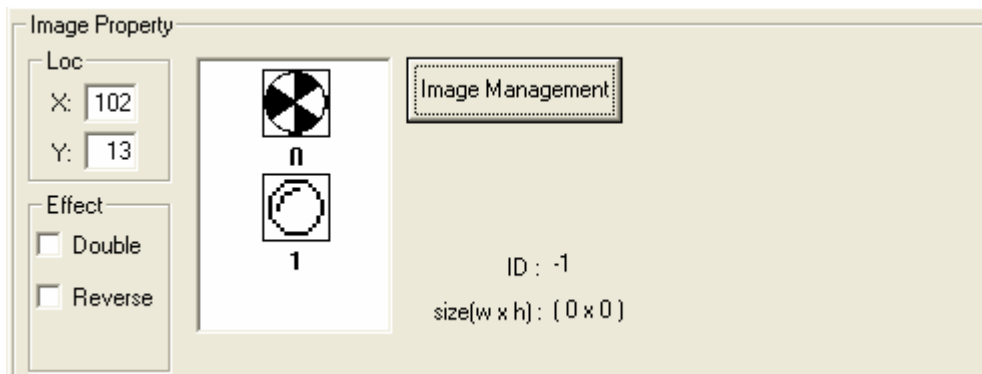 Image Property
Loc
X: 102
Y: 13
Effect
Double
Reverse
0
1
Image Management
ID : -1
size(w x h) : ( 0 x 0 )